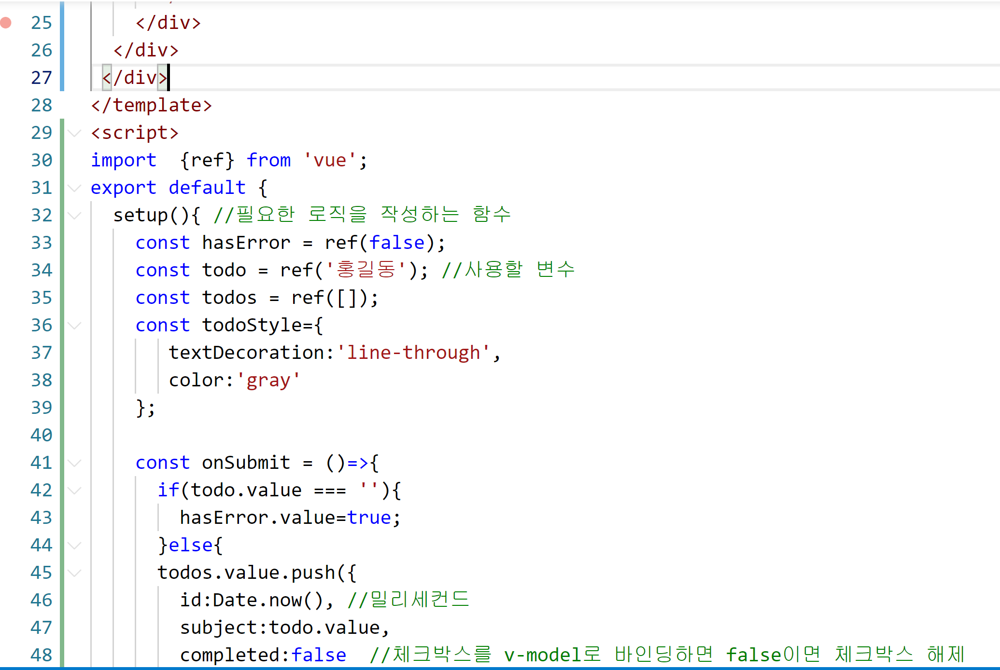 25 </div>
26 </div>
27 </div>
28 </template>
29 <script>
30 import  {ref} from 'vue';
31 export default {
32 setup(){ //필요한 로직을 작성하는 함수
33 const hasError = ref(false);
34 const todo = ref('홍길동'); //사용할 변수
35 const todos = ref([]);
36 const todoStyle={
37 textDecoration:'line-through',
38 color:'gray'
39 };
40
41 const onSubmit = ()=>{
42 if(todo.value === ''){
43 hasError.value=true;
44 }else{
45 todos.value.push({
46 id:Date.now(), //밀리세컨드
47 subject:todo.value,
48 completed:false  //체크박스를 v-model로 바인딩하면 false이면 체크박스 해제